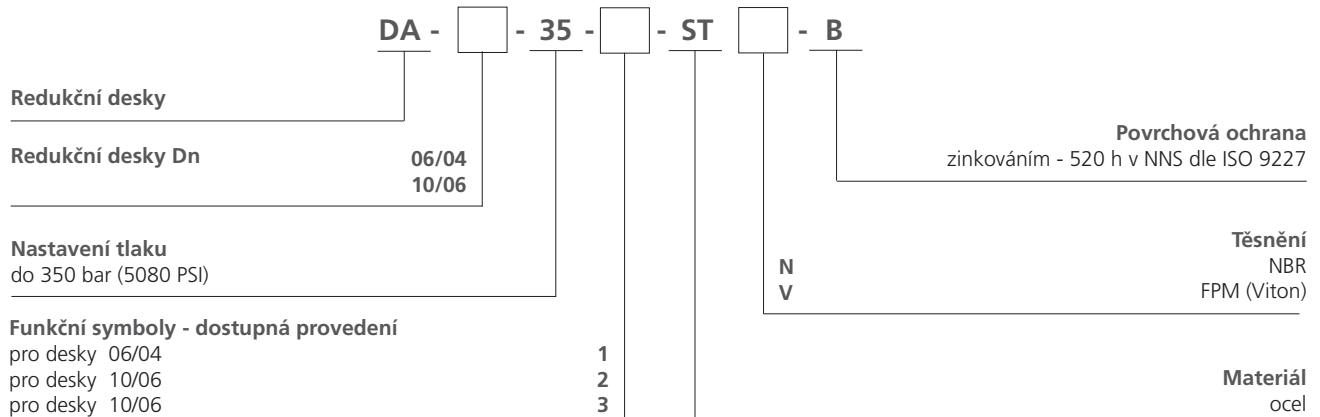 DA - - 35 - - ST - B
Redukční desky
Redukční desky Dn 06/04
10/06
Nastavení tlaku
do 350 bar (5080 PSI)
Funkční symboly - dostupná provedení
pro desky 06/04 1
pro desky 10/06 2
pro desky 10/06 3
Povrchová ochrana
zinkováním - 520 h v NNS dle ISO 9227
Těsnění
N NBR
V FPM (Viton)
Materiál
ocel